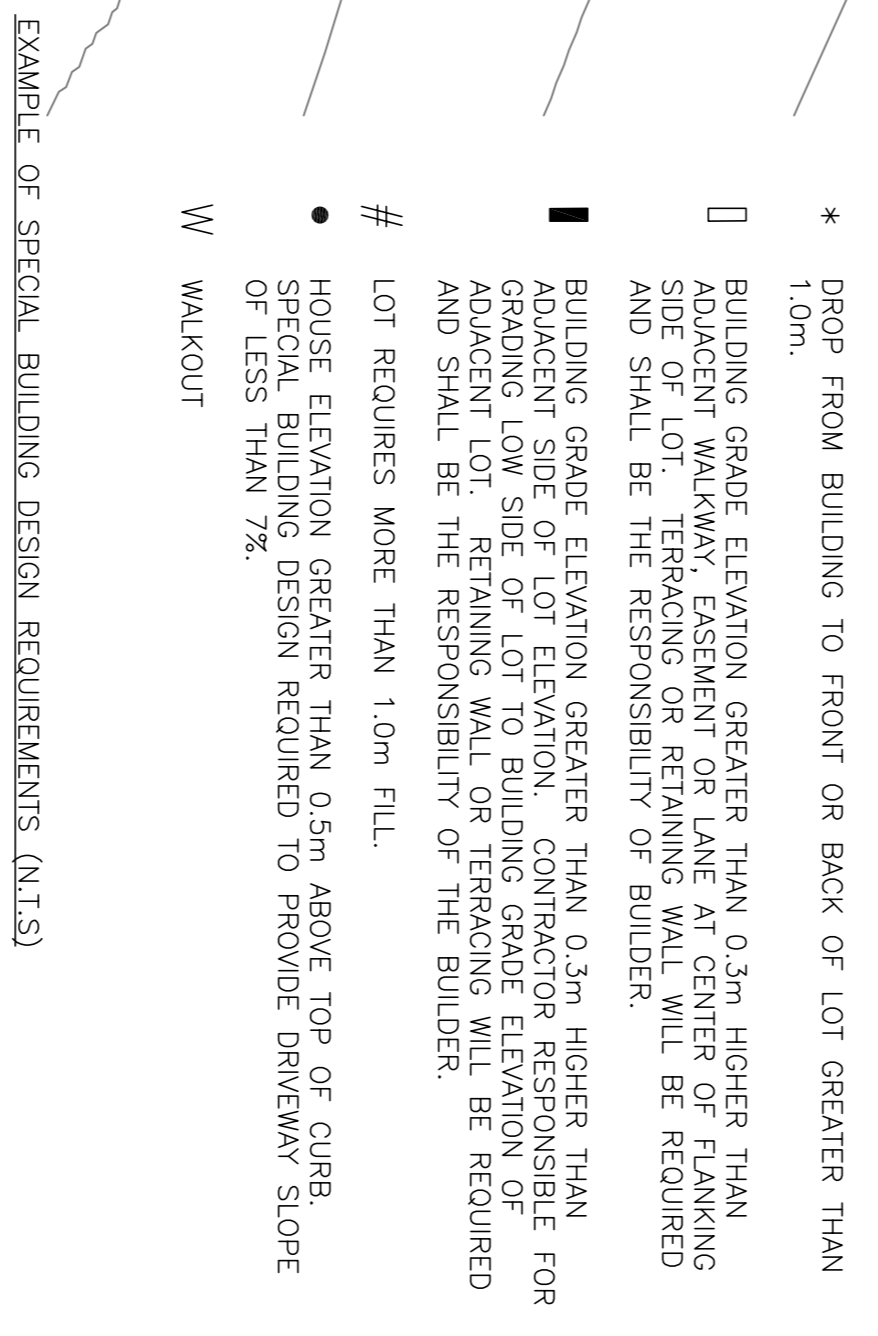 * DROP FROM BUILDING TO FRONT OR BACK OF LOT GREATER THAN
1.0m.
BUILDING GRADE ELEVATION GREATER THAN 0.3m HIGHER THAN
ADJACENT WALKWAY, EASEMENT OR LANE AT CENTER OF FLANKING
SIDE OF LOT. TERRACING OR RETAINING WALL WILL BE REQUIRED
AND SHALL BE THE RESPONSIBILITY OF BUILDER.
BUILDING GRADE ELEVATION GREATER THAN 0.3m HIGHER THAN
ADJACENT SIDE OF LOT ELEVATION. CONTRACTOR RESPONSIBLE FOR
GRADING LOW SIDE OF LOT TO BUILDING GRADE ELEVATION OF
ADJACENT LOT. RETAINING WALL OR TERRACING WILL BE REQUIRED
AND SHALL BE THE RESPONSIBILITY OF THE BUILDER.
# LOT REQUIRES MORE THAN 1.0m FILL.
● HOUSE ELEVATION GREATER THAN 0.5m ABOVE TOP OF CURB.
SPECIAL BUILDING DESIGN REQUIRED TO PROVIDE DRIVEWAY SLOPE
OF LESS THAN 7%.
W WALKOUT
EXAMPLE OF SPECIAL BUILDING DESIGN REQUIREMENTS (N.T.S)